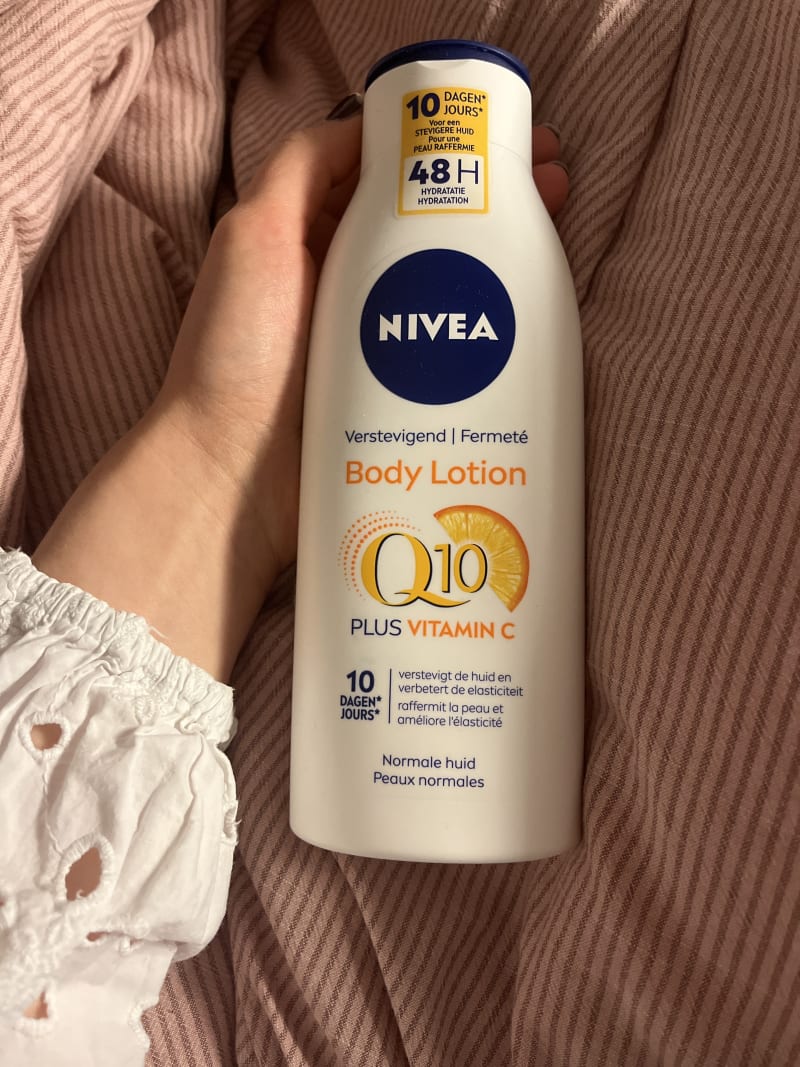 10 DAGEN*
JOURS*
Voor een
STEVIGERE HUID
Pour une
PEAU RAFFERMIE
48H
HYDRATATIE
HYDRATATION
NIVEA
Verstevigend | Fermeté
Body Lotion
Q10
PLUS VITAMIN C
10
DAGEN*
JOURS*
verstevigt de huid en
verbetert de elasticiteit
raffermit la peau et
améliore l'élasticité
Normale huid
Peaux normales